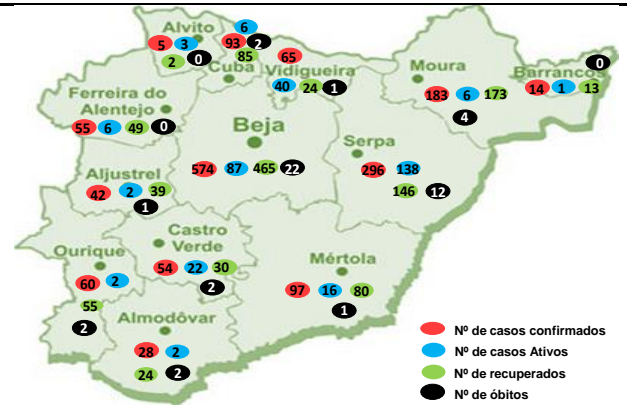 Alvito
5 3
2 0
6
93 2
85
Cuba
65
Vidigueira
40 24 1
Moura
183 6 173
4
0
Barrancos
14 1 13
Ferreira do
Alentejo
55 6 49 0
Beja
574 87 465 22
Serpa
296 138
146 12
Aljustrel
42 2 39
1
Ourique
60 2
55
2
Castro
Verde
54 22 30
2
Mértola
97 16 80
1
Almodôvar
28 2
24 2
Nº de casos confirmados
Nº de casos Ativos
Nº de recuperados
Nº de óbitos